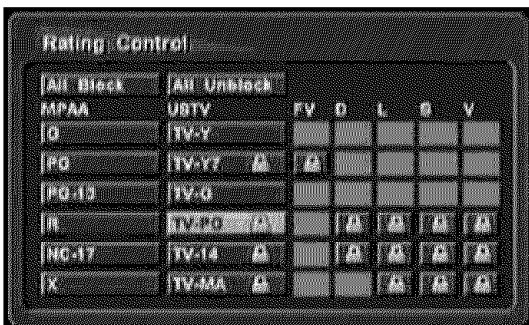 Rating Control
All Block All Unblock
MPAA USTV FV D L S V
G TV-Y
PG TV-Y7
PG-13 TV-G
R TV-PG
NC-17 TV-14
X TV-MA